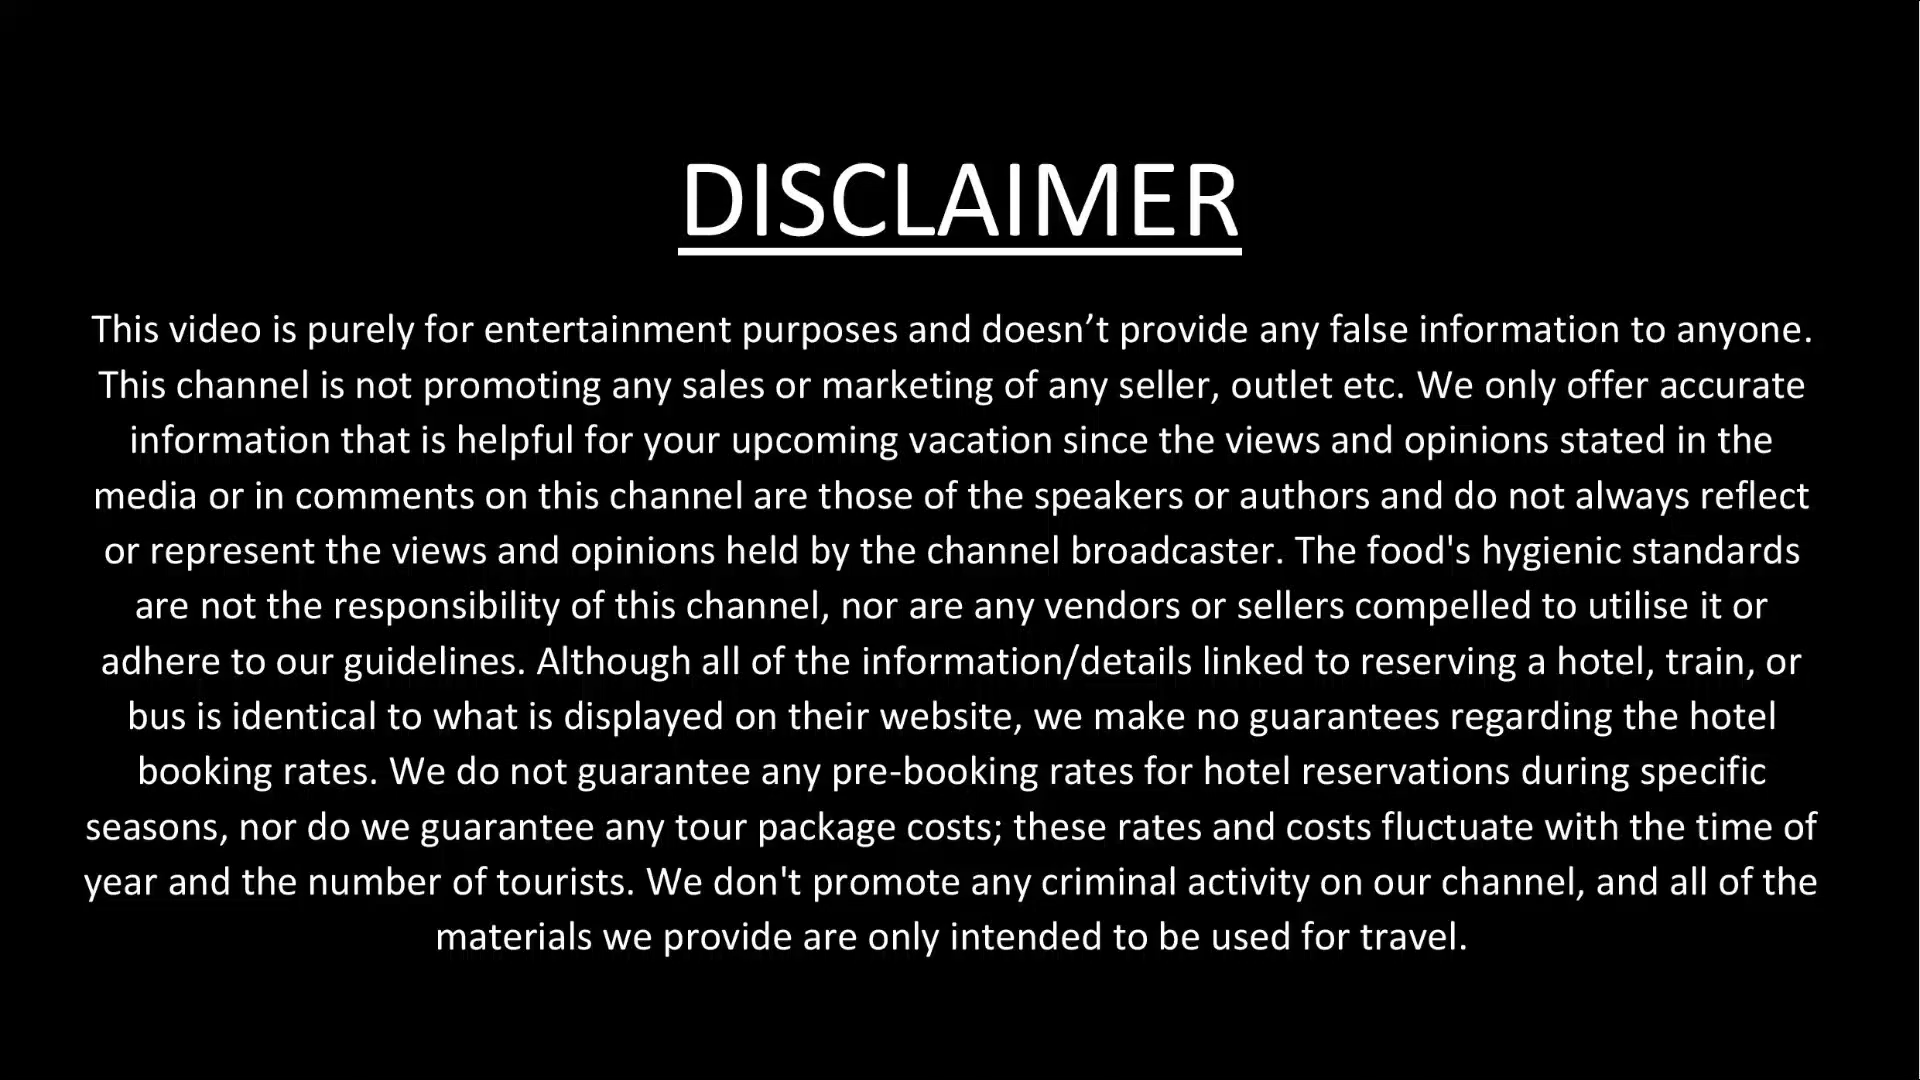 DISCLAIMER
This video is purely for entertainment purposes and doesn’t provide any false information to anyone.
This channel is not promoting any sales or marketing of any seller, outlet etc. We only offer accurate
information that is helpful for your upcoming vacation since the views and opinions stated in the
media or in comments on this channel are those of the speakers or authors and do not always reflect
or represent the views and opinions held by the channel broadcaster. The food's hygienic standards
are not the responsibility of this channel, nor are any vendors or sellers compelled to utilise it or
adhere to our guidelines. Although all of the information/details linked to reserving a hotel, train, or
bus is identical to what is displayed on their website, we make no guarantees regarding the hotel
booking rates. We do not guarantee any pre-booking rates for hotel reservations during specific
seasons, nor do we guarantee any tour package costs; these rates and costs fluctuate with the time of
year and the number of tourists. We don't promote any criminal activity on our channel, and all of the
materials we provide are only intended to be used for travel.